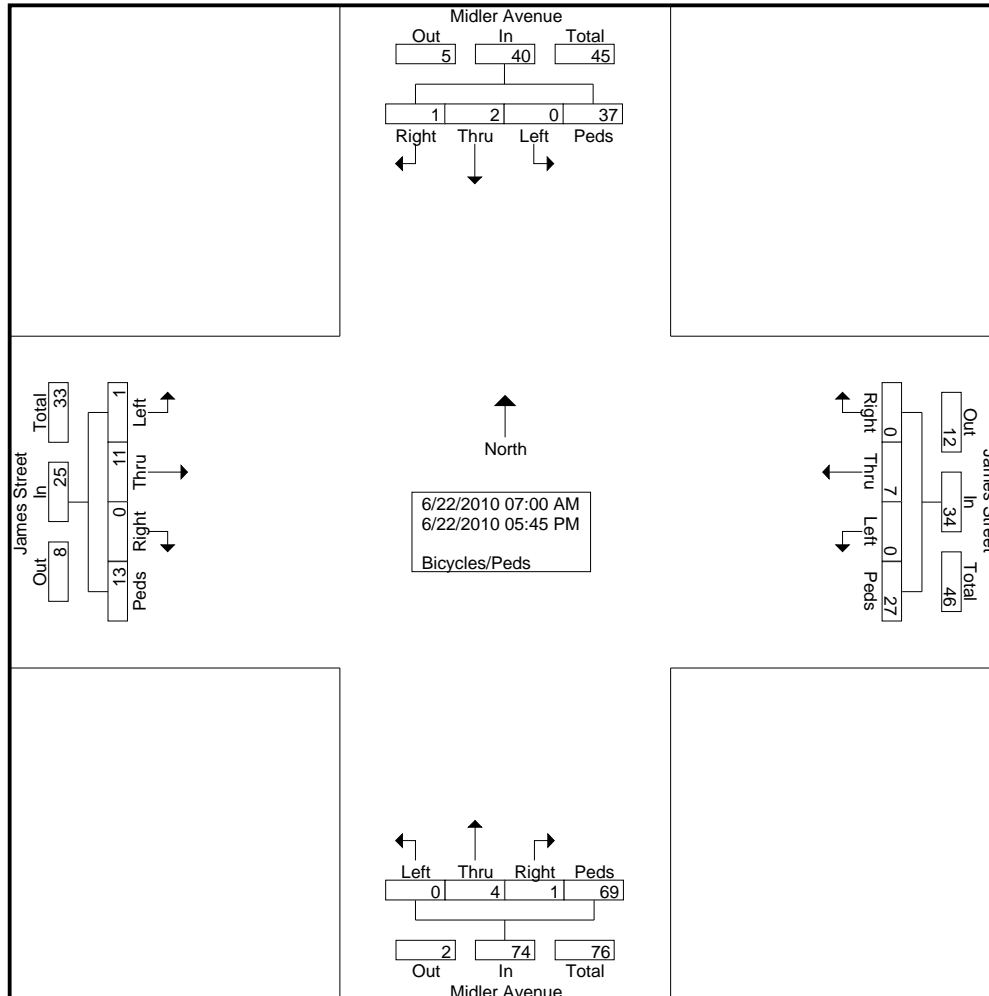 Midler Avenue
Out In Total
5 40 45
1 2 0 37
Right Thru Left Peds
James Street
Total In Out
33 25 8
1 11 0 13
Left Thru Right Peds
North
6/22/2010 07:00 AM
6/22/2010 05:45 PM
Bicycles/Peds
Right Thru Left Peds
0 7 0 27
12 34 46
Out In Total
James Street
Left Thru Right Peds
0 4 1 69
2 74 76
Out In Total
Midler Avenue